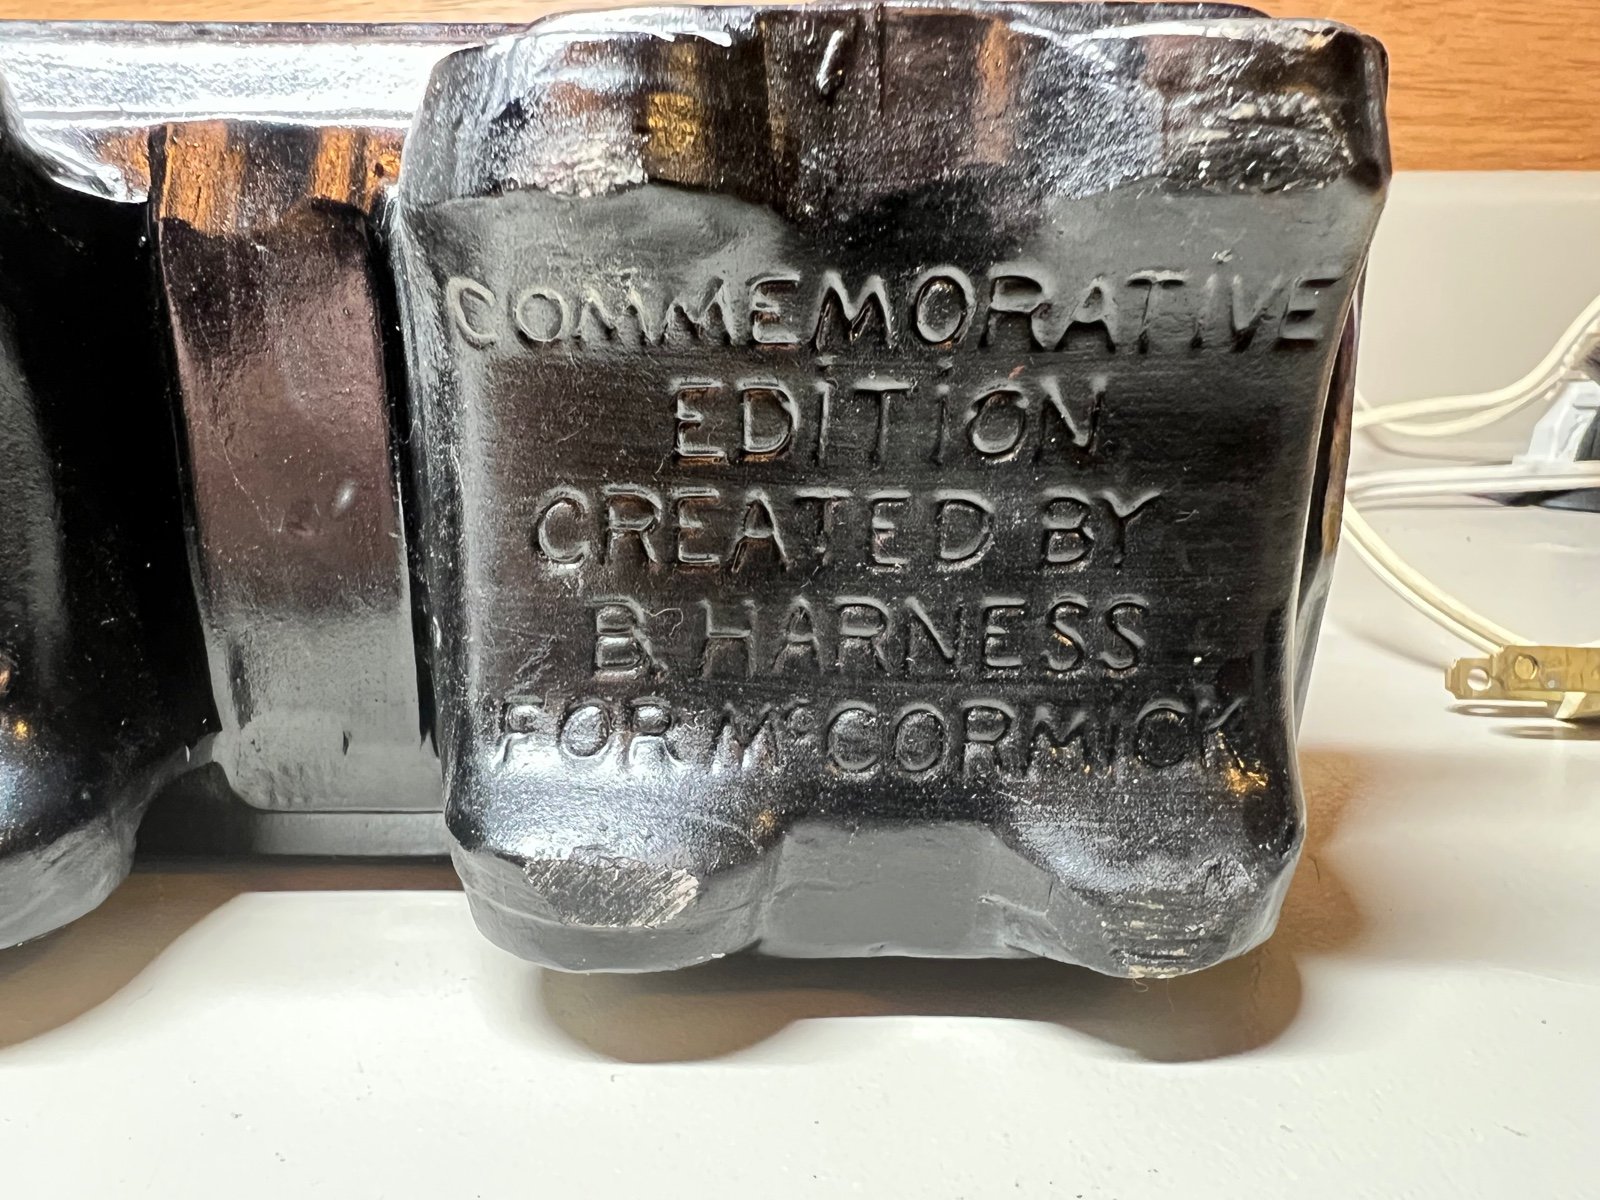 COMMEMORATIVE
EDITION
CREATED BY
B. HARNESS
FOR McCORMICK